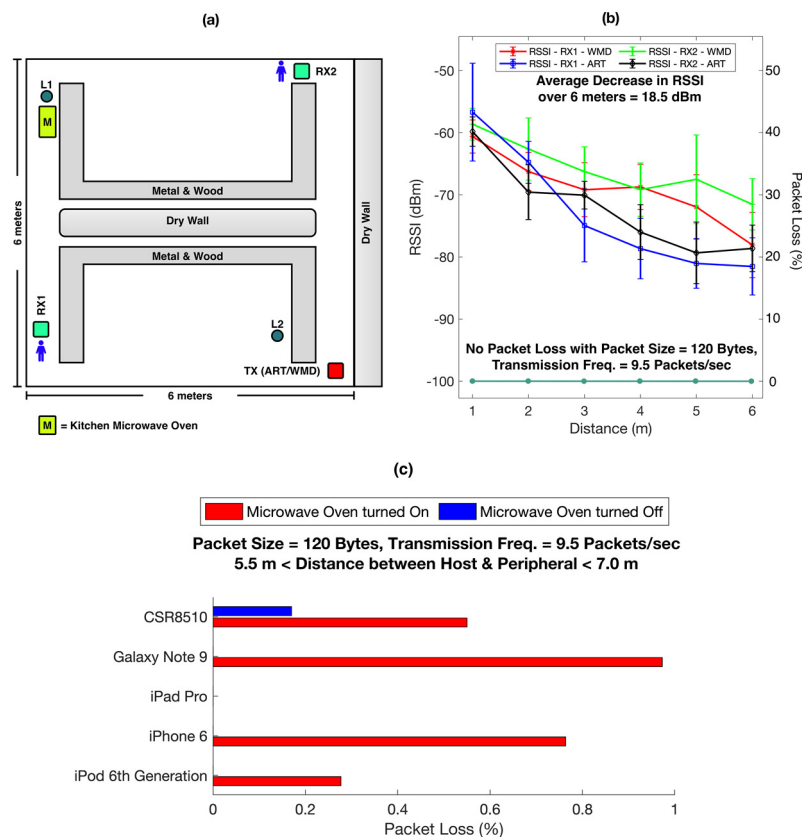 (a)
L1
M
RX2
Metal & Wood
Dry Wall
Metal & Wood
Dry Wall
6 meters
RX1
L2
TX (ART/WMD)
6 meters
M = Kitchen Microwave Oven
(b)
RSSI - RX1 - WMD RSSI - RX2 - WMD
RSSI - RX1 - ART RSSI - RX2 - ART
Average Decrease in RSSI
over 6 meters = 18.5 dBm
-50
-60
-70
-80
-90
-100
RSSI (dBm)
50
40
30
20
10
0
Packet Loss (%)
No Packet Loss with Packet Size = 120 Bytes,
Transmission Freq. = 9.5 Packets/sec
1 2 3 4 5 6
Distance (m)
(c)
Microwave Oven turned On Microwave Oven turned Off
Packet Size = 120 Bytes, Transmission Freq. = 9.5 Packets/sec
5.5 m < Distance between Host & Peripheral < 7.0 m
CSR8510
Galaxy Note 9
iPad Pro
iPhone 6
iPod 6th Generation
0 0.2 0.4 0.6 0.8 1
Packet Loss (%)